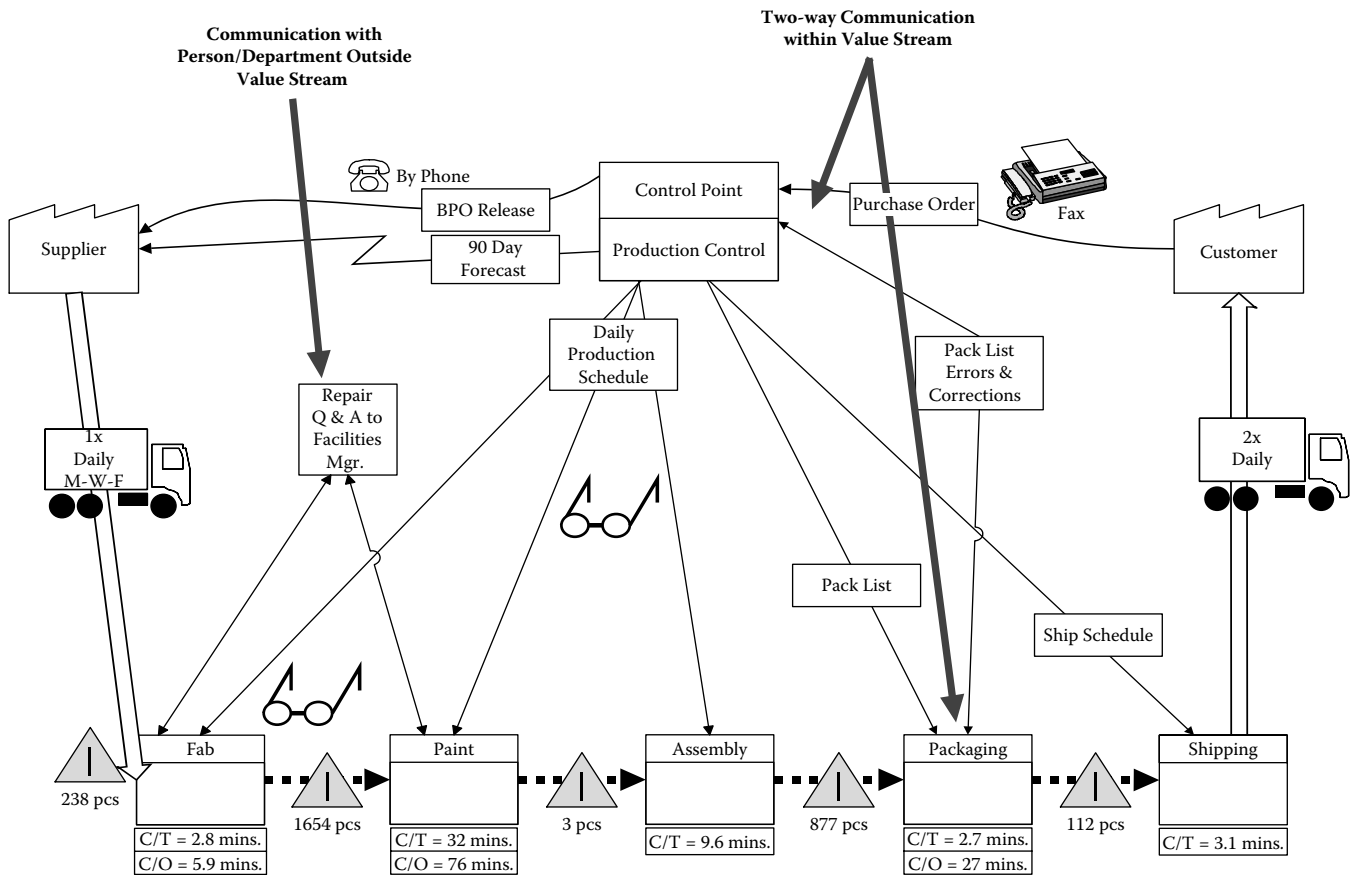 Communication with
Person/Department Outside
Value Stream
Two-way Communication
within Value Stream
By Phone
BPO Release
90 Day
Forecast
Control Point
Production Control
Purchase Order
Fax
Supplier
Customer
Daily
Production
Schedule
Pack List
Errors &
Corrections
Repair
Q & A to
Facilities
Mgr.
1x
Daily
M-W-F
2x
Daily
Pack List
Ship Schedule
Fab
Paint
Assembly
Packaging
Shipping
I
I
I
I
I
238 pcs
1654 pcs
3 pcs
877 pcs
112 pcs
C/T = 2.8 mins.
C/O = 5.9 mins.
C/T = 32 mins.
C/O = 76 mins.
C/T = 9.6 mins.
C/T = 2.7 mins.
C/O = 27 mins.
C/T = 3.1 mins.